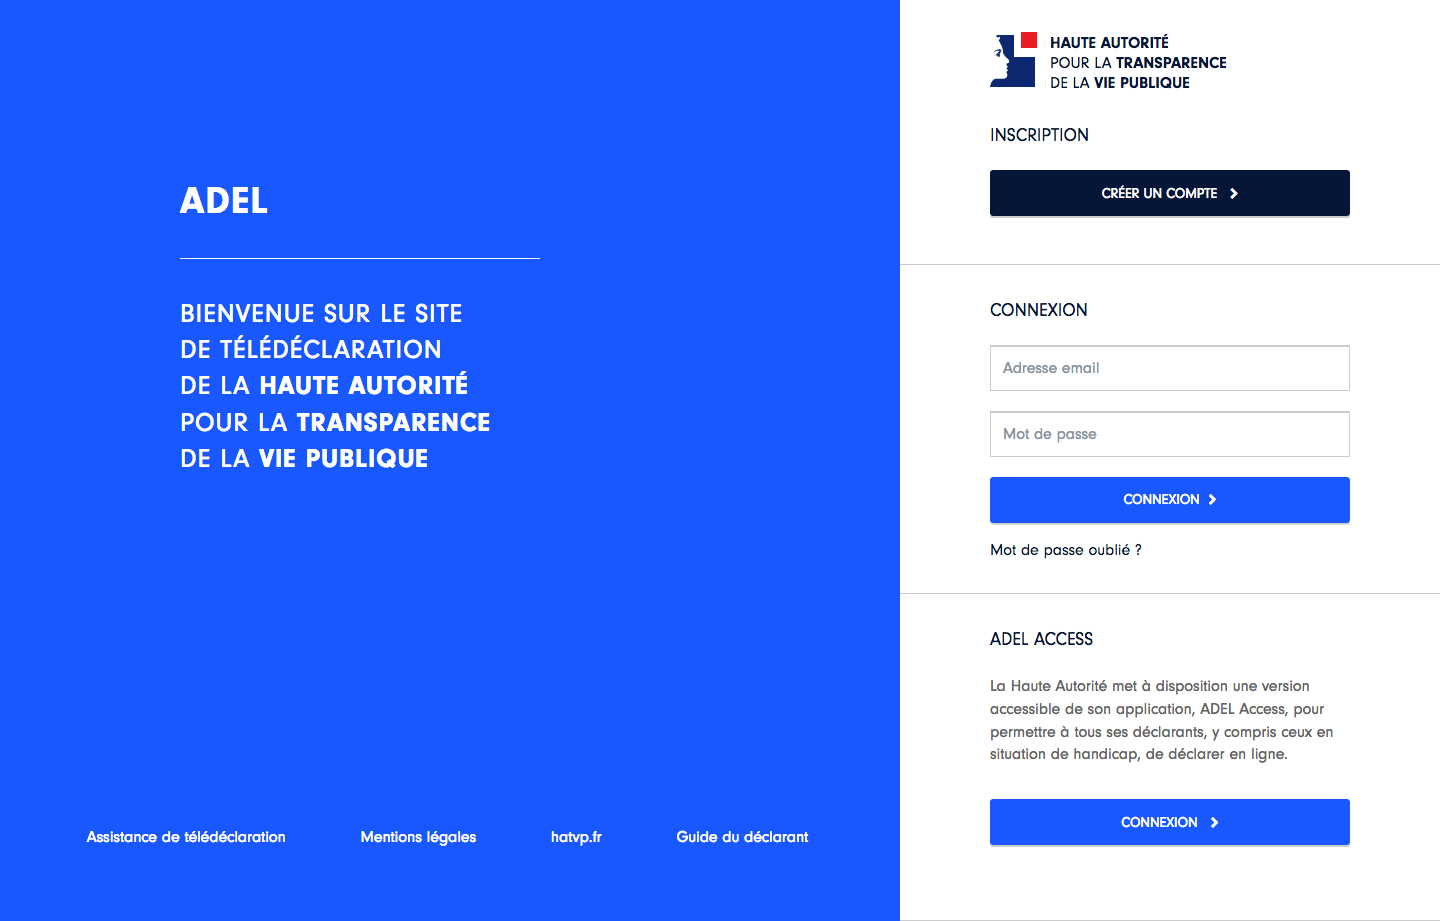 ADEL
BIENVENUE SUR LE SITE
DE TÉLÉDÉCLARATION
DE LA HAUTE AUTORITÉ
POUR LA TRANSPARENCE
DE LA VIE PUBLIQUE
Assistance de télédéclaration
Mentions légales
hatvp.fr
Guide du déclarant
HAUTE AUTORITÉ
POUR LA TRANSPARENCE
DE LA VIE PUBLIQUE
INSCRIPTION
CRÉER UN COMPTE
CONNEXION
Adresse email
Mot de passe
CONNEXION
Mot de passe oublié ?
ADEL ACCESS
La Haute Autorité met à disposition une version
accessible de son application, ADEL Access, pour
permettre à tous ses déclarants, y compris ceux en
situation de handicap, de déclarer en ligne.
CONNEXION